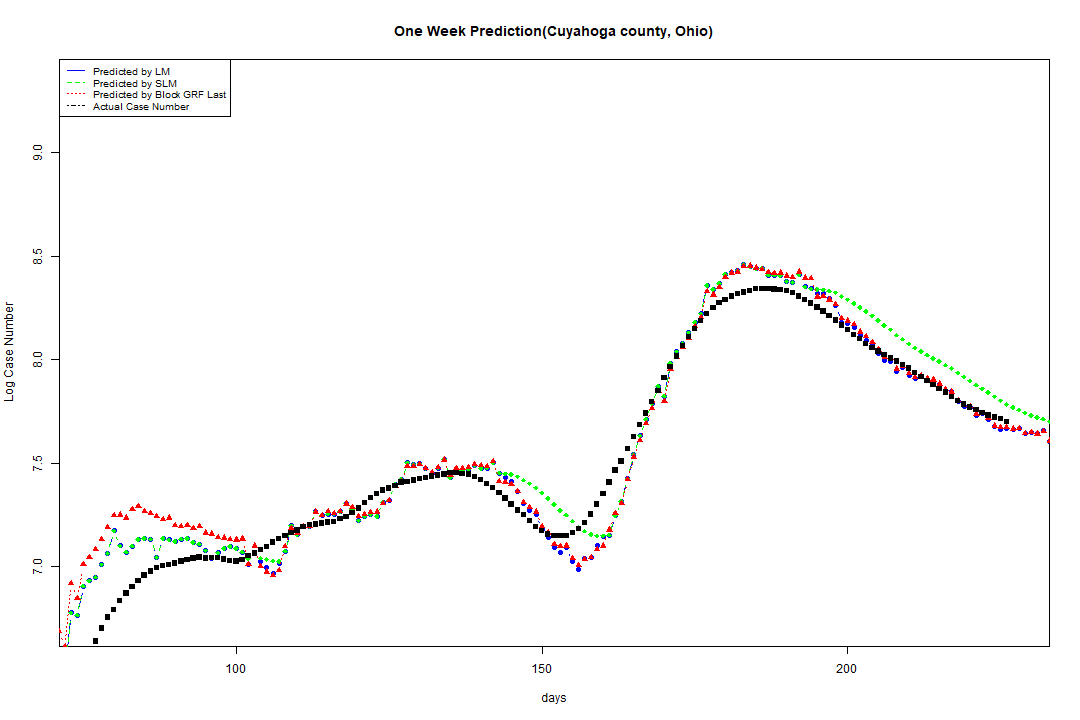 One Week Prediction(Cuyahoga county, Ohio)
Predicted by LM
Predicted by SLM
Predicted by Block GRF Last
Actual Case Number
Log Case Number
9.0
8.5
8.0
7.5
7.0
100 150 200
days